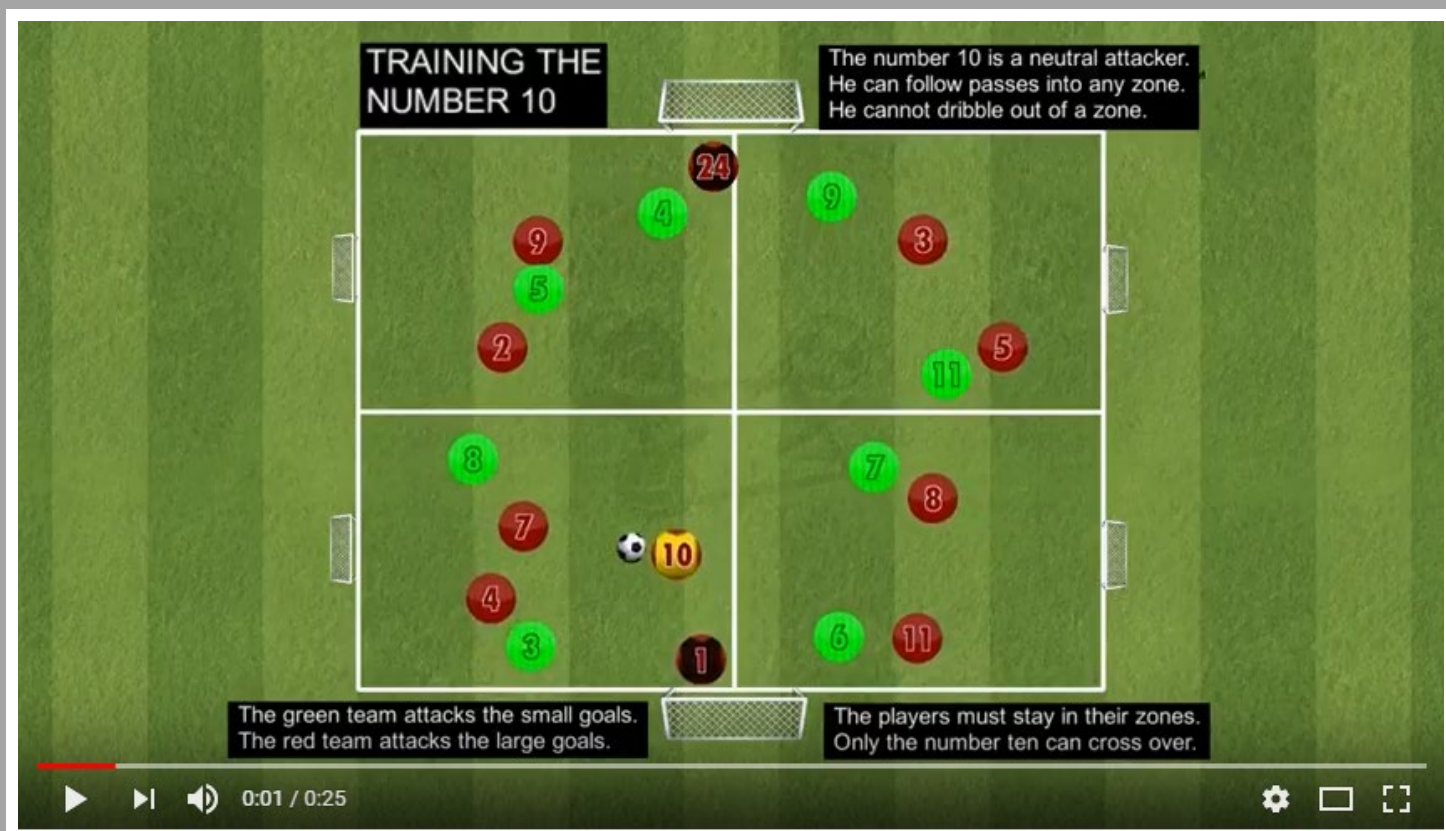 TRAINING THE
NUMBER 10
The number 10 is a neutral attacker.
He can follow passes into any zone.
He cannot dribble out of a zone.
24
4
9
9
3
5
2
5
11
8
7
7
8
10
4
3
1
6
11
The green team attacks the small goals.
The red team attacks the large goals.
The players must stay in their zones.
Only the number ten can cross over.
0:01 / 0:25